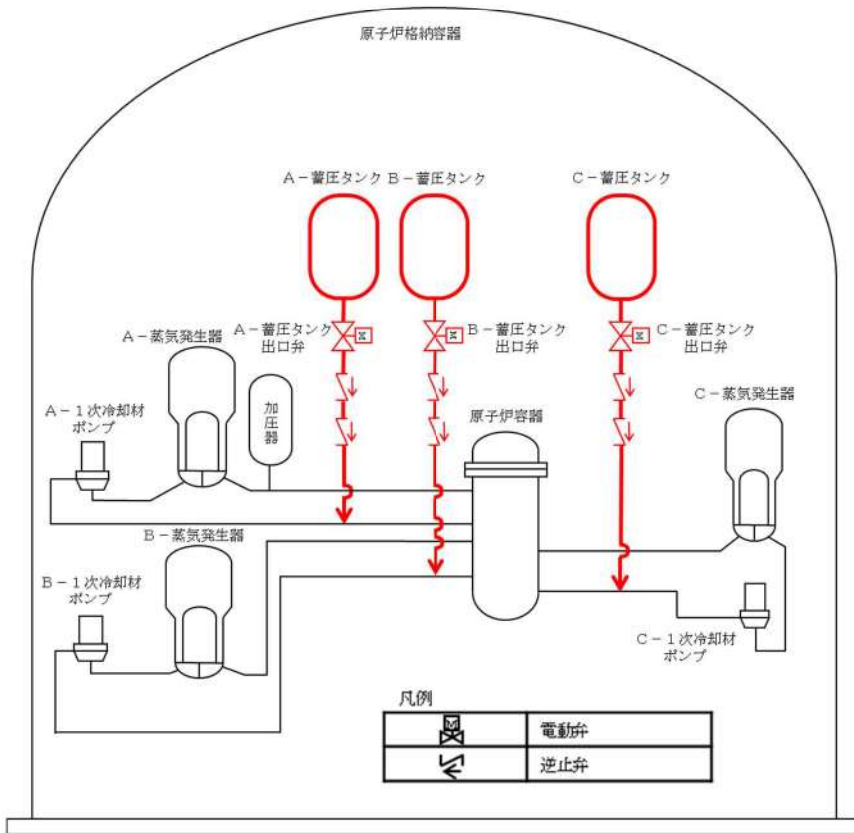 原子炉格納容器
A－蓄圧タンク
B－蓄圧タンク
C－蓄圧タンク
A－蓄圧タンク
出口弁
B－蓄圧タンク
出口弁
C－蓄圧タンク
出口弁
M
M
M
A－蒸気発生器
加圧器
原子炉容器
C－蒸気発生器
A－1次冷却材
ポンプ
B－蒸気発生器
B－1次冷却材
ポンプ
C－1次冷却材
ポンプ
凡例
M
電動弁
逆止弁